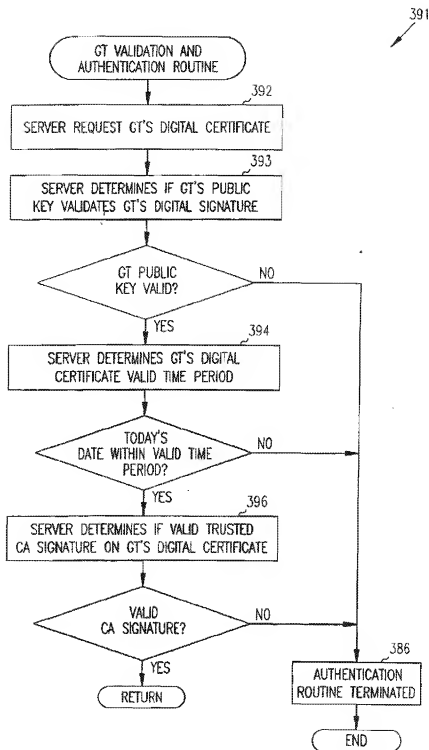 391
GT VALIDATION AND
AUTHENTICATION ROUTINE
392
SERVER REQUEST GT'S DIGITAL CERTIFICATE
393
SERVER DETERMINES IF GT'S PUBLIC
KEY VALIDATES GT'S DIGITAL SIGNATURE
GT PUBLIC
KEY VALID?
NO
YES
394
SERVER DETERMINES GT'S DIGITAL
CERTIFICATE VALID TIME PERIOD
TODAY'S
DATE WITHIN VALID TIME
PERIOD?
NO
YES
396
SERVER DETERMINES IF VALID TRUSTED
CA SIGNATURE ON GT'S DIGITAL CERTIFICATE
VALID
CA SIGNATURE?
NO
YES
RETURN
386
AUTHENTICATION
ROUTINE TERMINATED
END